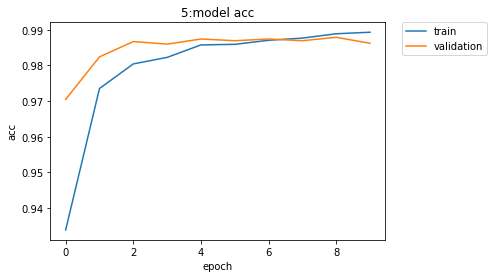 5:model acc
train
validation
0.99
0.98
0.97
0.96
0.95
0.94
acc
0 2 4 6 8
epoch